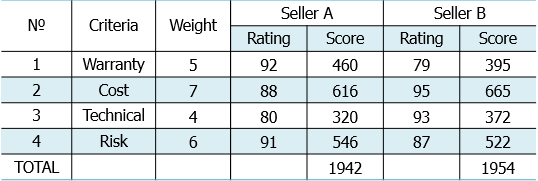 № Criteria Weight Seller A Seller B
Rating Score Rating Score
1 Warranty 5 92 460 79 395
2 Cost 7 88 616 95 665
3 Technical 4 80 320 93 372
4 Risk 6 91 546 87 522
TOTAL 1942 1954